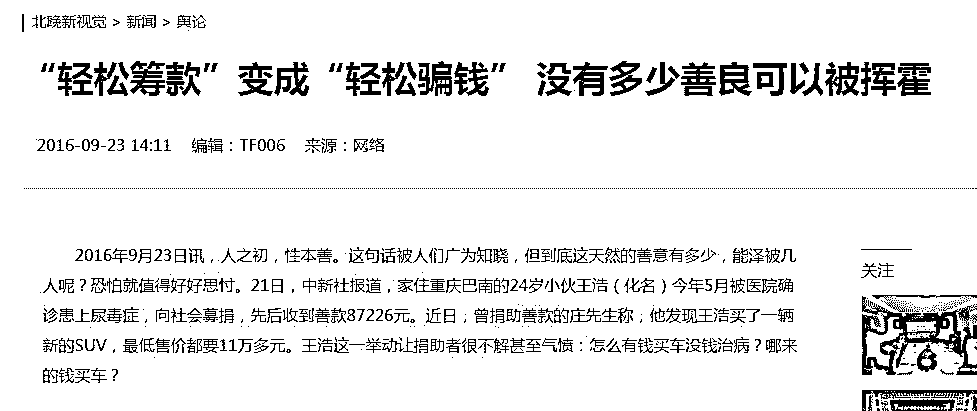 北晚新视觉 > 新闻 > 舆论
“轻松筹款”变成“轻松骗钱” 没有多少善良可以被挥霍
2016-09-23 14:11 编辑：TF006 来源：网络
2016年9月23日讯，人之初，性本善。这句话被人们广为知晓，但到底这天然的善意有多少，能泽被几
人呢？恐怕就值得好好思忖。21日，中新社报道，家住重庆巴南的24岁小伙王浩（化名）今年5月被医院确
诊患上尿毒症，向社会募捐，先后收到善款87226元。近日，曾捐助善款的庄先生称，他发现王浩买了一辆
新的SUV，最低售价都要11万多元。王浩这一举动让捐助者很不解甚至气愤：怎么有钱买车没钱治病？哪来
的钱买车？
关注